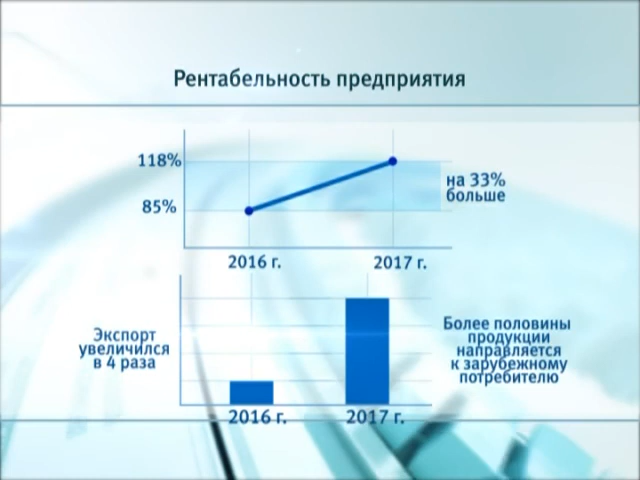 Рентабельность предприятия
118%
85%
на 33%
больше
2016 г.
2017 г.
Экспорт
увеличился
в 4 раза
Более половины
продукции
направляется
к зарубежному
потребителю
2016 г.
2017 г.